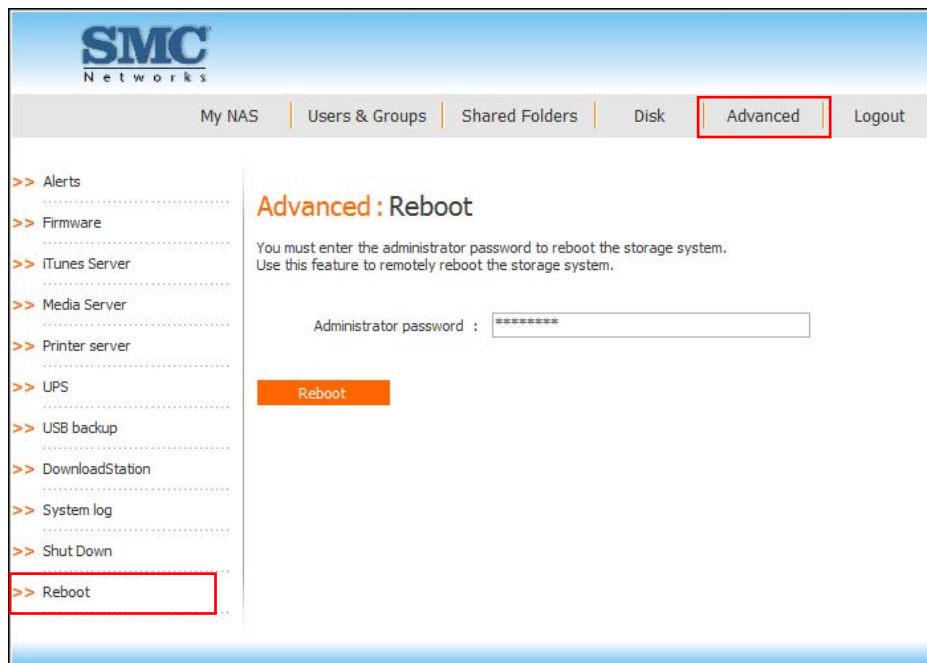 SMC
Networks
My NAS Users & Groups Shared Folders Disk Advanced Logout
>> Alerts
>> Firmware
>> iTunes Server
>> Media Server
>> Printer server
>> UPS
>> USB backup
>> DownloadStation
>> System log
>> Shut Down
>> Reboot
Advanced : Reboot
You must enter the administrator password to reboot the storage system.
Use this feature to remotely reboot the storage system.
Administrator password : ********
Reboot